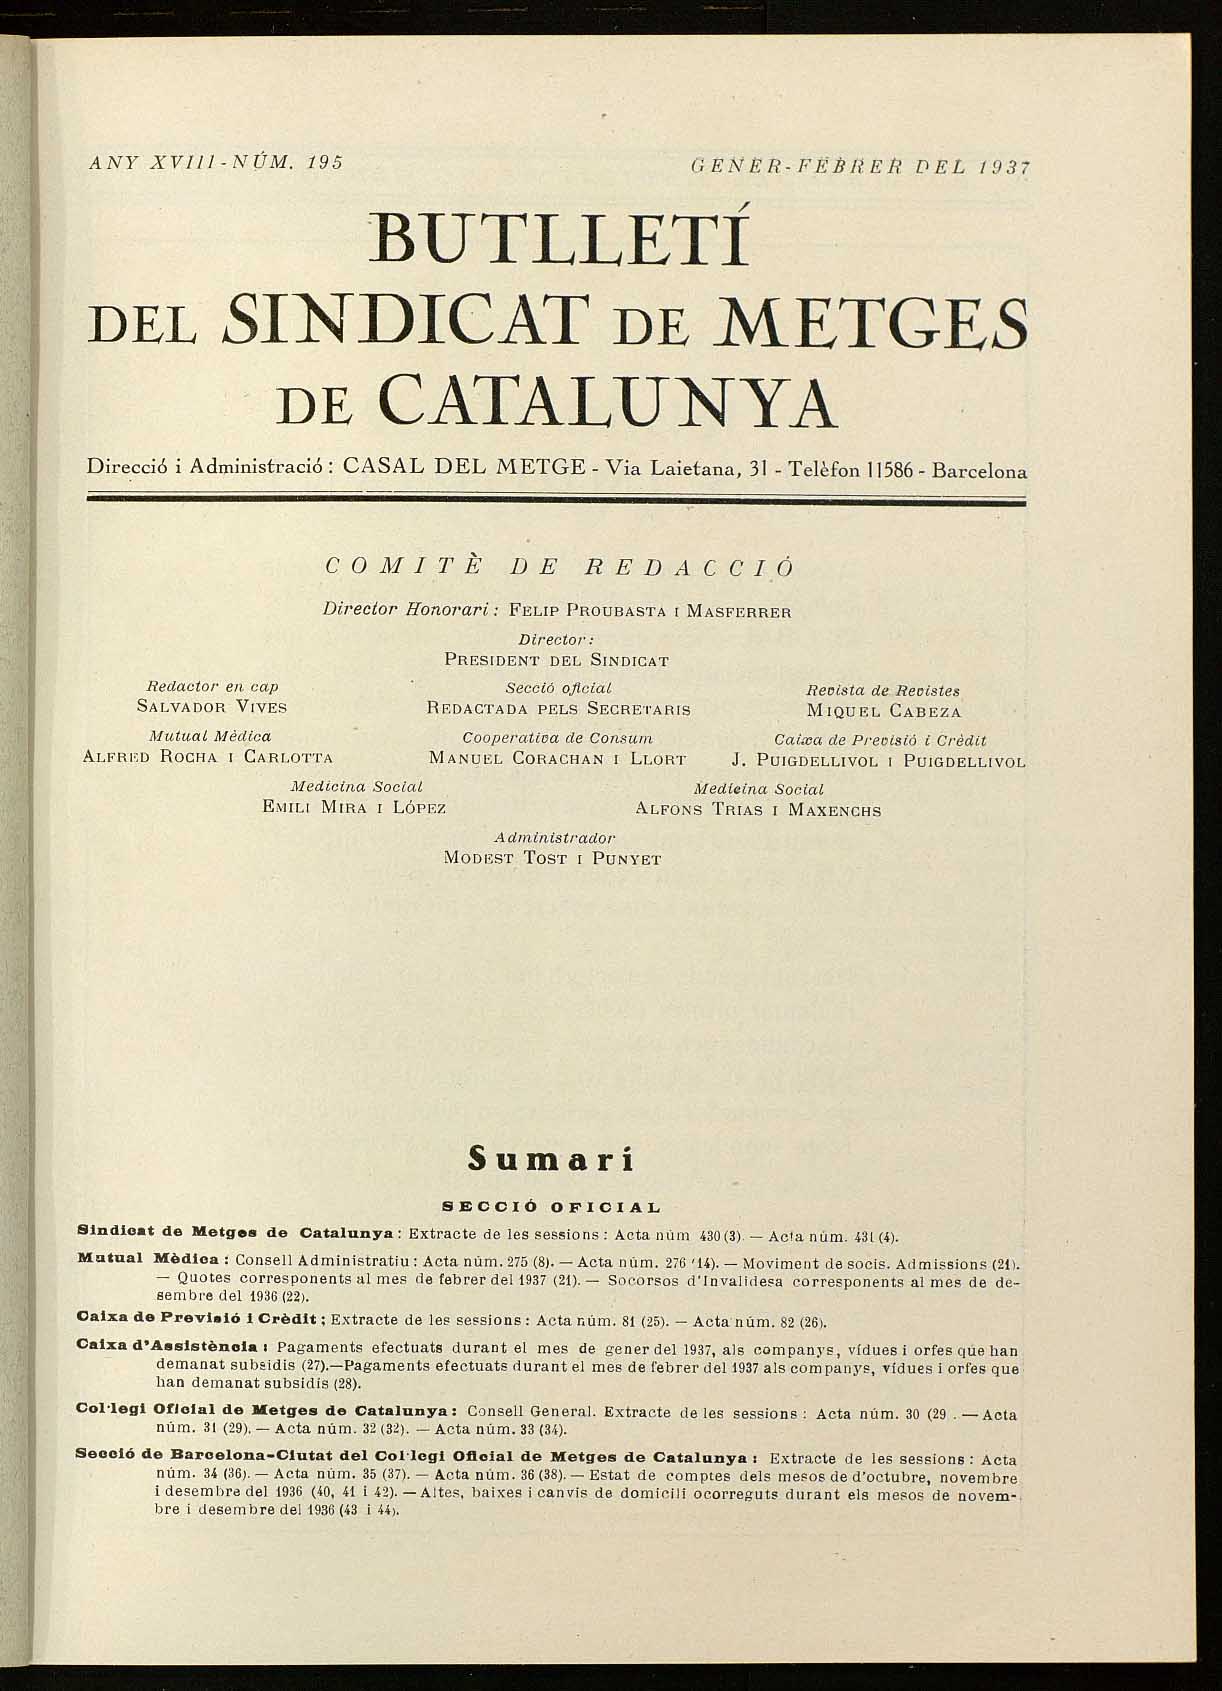 ANY XVIII - NÚM. 195
GENER-FEBRER DEL 1937
BUTLLETÍ
DEL SINDICAT DE METGES
DE CATALUNYA
Direcció i Administració: CASAL DEL METGE - Via Laietana, 31 - Telèfon 11586 - Barcelona
COMITÈ DE REDACCIÓ
Director Honorari: FELIP PROUBASTA I MASFERRER
Director:
PRESIDENT DEL SINDICAT
Redactor en cap
SALVADOR VIVES
Secció oficial
REDACTADA PELS SECRETARIS
Revista de Revistes
MIQUEL CABEZA
Mutual Mèdica
ALFRED ROCHA I CARLOTTA
Cooperativa de Consum
MANUEL CORACHAN I LLORT
Caixa de Previsió i Crèdit
J. PUIGDELLIVOL I PUIGDELLIVOL
Medicina Social
EMILI MIRA I LÓPEZ
Medicina Social
ALFONS TRIAS I MAXENCHS
Administrador
MODEST TOST I PUNYET
Sumari
SECCIÓ OFICIAL
Sindicat de Metges de Catalunya: Extracte de les sessions: Acta núm 430 (3). — Acta núm. 431 (4).
Mutual Mèdica: Consell Administratiu: Acta núm. 275 (8). — Acta núm. 276 (14). — Moviment de socis. Admissions (21).
— Quotes corresponents al mes de febrer del 1937 (21). — Socorsos d'Invalidesa corresponents al mes de de-
sembre del 1936 (22).
Caixa de Previsió i Crèdit; Extracte de les sessions: Acta núm. 81 (25). — Acta núm. 82 (26).
Caixa d'Assistència: Pagaments efectuats durant el mes de gener del 1937, als companys, vídues i orfes que han
demanat subsidis (27).—Pagaments efectuats durant el mes de febrer del 1937 als companys, vídues i orfes que
han demanat subsidis (28).
Col·legi Oficial de Metges de Catalunya: Consell General. Extracte de les sessions: Acta núm. 30 (29 . — Acta
núm. 31 (29). — Acta núm. 32 (32). — Acta núm. 33 (34).
Secció de Barcelona-Ciutat del Col·legi Oficial de Metges de Catalunya: Extracte de les sessions: Acta
núm. 34 (36). — Acta núm. 35 (37). — Acta núm. 36 (38). — Estat de comptes dels mesos de d'octubre, novembre
i desembre del 1936 (40, 41 i 42). — Altes, baixes i canvis de domicili ocorreguts durant els mesos de novem-
bre i desembre del 1936 (43 i 44).